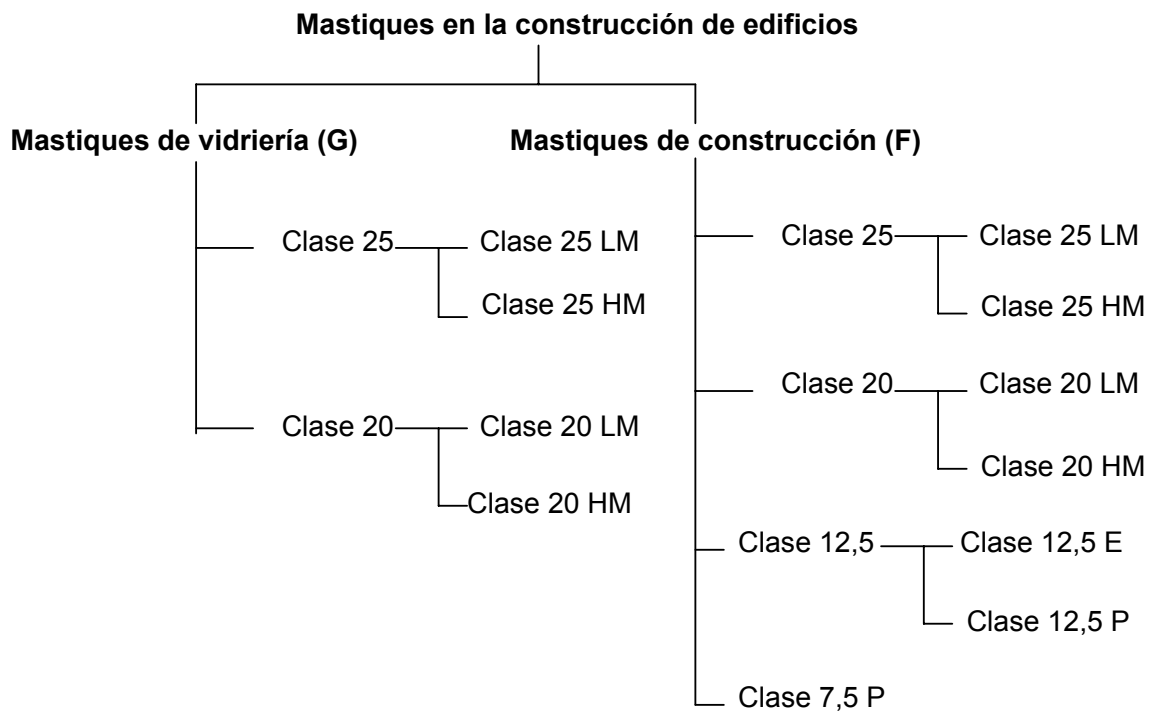 Mastiques en la construcción de edificios
Mastiques de vidriería (G)
Clase 25
Clase 25 LM
Clase 25 HM
Clase 20
Clase 20 LM
Clase 20 HM
Mastiques de construcción (F)
Clase 25
Clase 25 LM
Clase 25 HM
Clase 20
Clase 20 LM
Clase 20 HM
Clase 12,5
Clase 12,5 E
Clase 12,5 P
Clase 7,5 P